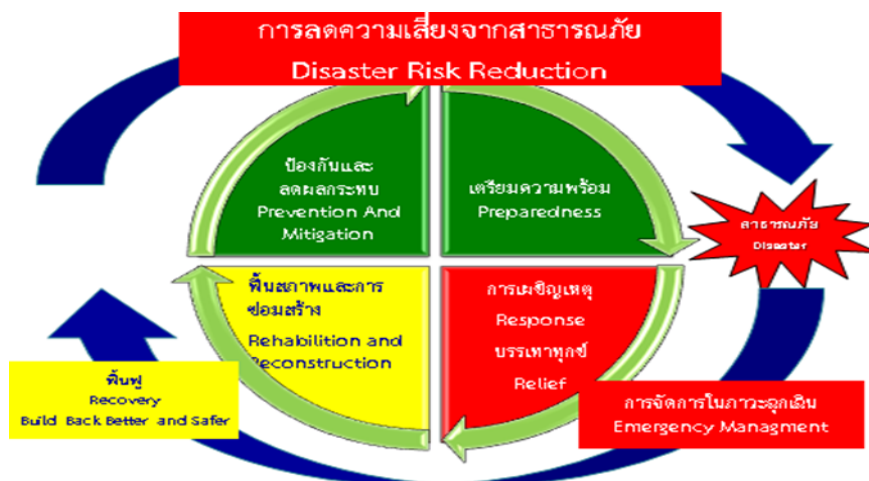 การลดความเสี่ยงจากสาธารณภัย
Disaster Risk Reduction
ป้องกันและ
ลดผลกระทบ
Prevention And
Mitigation
เตรียมความพร้อม
Preparedness
สาธารณภัย
Disaster
ฟื้นสภาพและการ
ซ่อมสร้าง
Rehabilition and
Reconstruction
การเผชิญเหตุ
Response
บรรเทาทุกข์
Relief
ฟื้นฟู
Recovery
Build Back Better and Safer
การจัดการในภาวะฉุกเฉิน
Emergency Managment